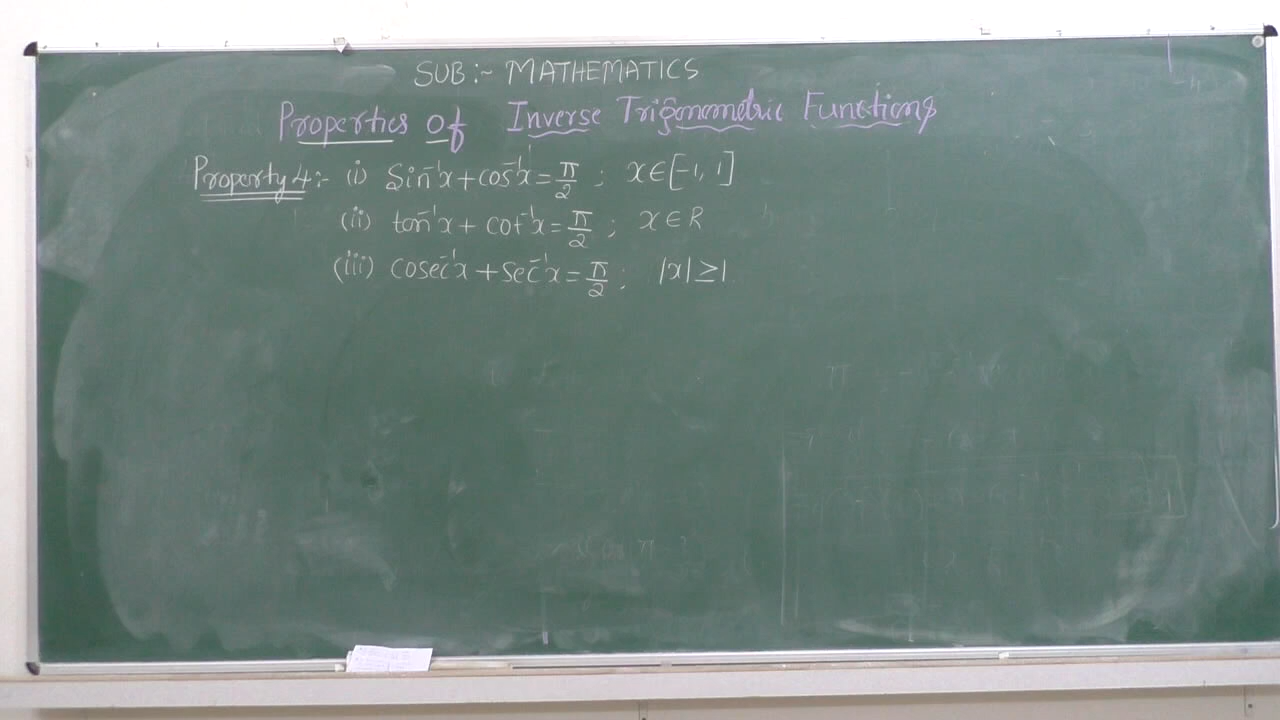 SUB:- MATHEMATICS
Properties of Inverse Trigonometric Functions
Property 4:- (i) Sin⁻¹x + cos⁻¹x = π/2 ; x ∈ [-1, 1]
(ii) tan⁻¹x + cot⁻¹x = π/2 ; x ∈ R
(iii) cosec⁻¹x + sec⁻¹x = π/2 ; |x| ≥ 1